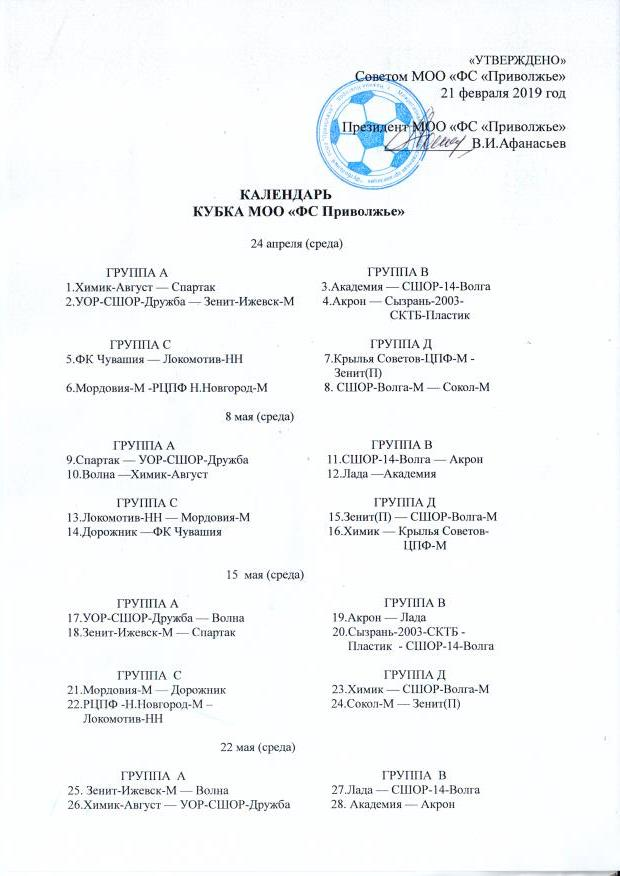 «УТВЕРЖДЕНО»
Советом МОО «ФС «Приволжье»
21 февраля 2019 год
Президент МОО «ФС «Приволжье»
В.И.Афанасьев
КАЛЕНДАРЬ
КУБКА МОО «ФС Приволжье»
24 апреля (среда)
ГРУППА А
1.Химик-Август — Спартак
2.УОР-СШОР-Дружба — Зенит-Ижевск-М
ГРУППА В
3.Академия — СШОР-14-Волга
4.Акрон — Сызрань-2003-
СКТБ-Пластик
ГРУППА С
5.ФК Чувашия — Локомотив-НН
6.Мордовия-М -РЦПФ Н.Новгород-М
ГРУППА Д
7.Крылья Советов-ЦПФ-М -
Зенит(П)
8. СШОР-Волга-М — Сокол-М
8 мая (среда)
ГРУППА А
9.Спартак — УОР-СШОР-Дружба
10.Волна —Химик-Август
ГРУППА В
11.СШОР-14-Волга — Акрон
12.Лада —Академия
ГРУППА С
13.Локомотив-НН — Мордовия-М
14.Дорожник —ФК Чувашия
ГРУППА Д
15.Зенит(П) — СШОР-Волга-М
16.Химик — Крылья Советов-
ЦПФ-М
15 мая (среда)
ГРУППА А
17.УОР-СШОР-Дружба — Волна
18.Зенит-Ижевск-М — Спартак
ГРУППА В
19.Акрон — Лада
20.Сызрань-2003-СКТБ -
Пластик - СШОР-14-Волга
ГРУППА С
21.Мордовия-М — Дорожник
22.РЦПФ -Н.Новгород-М –
Локомотив-НН
ГРУППА Д
23.Химик — СШОР-Волга-М
24.Сокол-М — Зенит(П)
22 мая (среда)
ГРУППА А
25. Зенит-Ижевск-М — Волна
26.Химик-Август — УОР-СШОР-Дружба
ГРУППА В
27.Лада — СШОР-14-Волга
28. Академия — Акрон